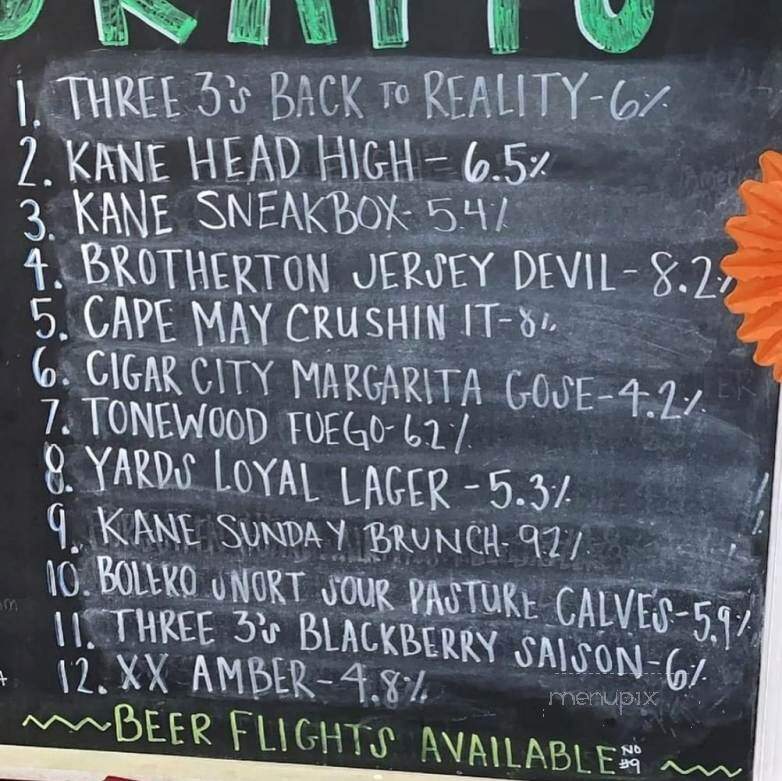 1. THREE 3's BACK TO REALITY-6%
2. KANE HEAD HIGH - 6.5%
3. KANE SNEAKBOX-5.4%
4. BROTHERTON JERSEY DEVIL-8.2%
5. CAPE MAY CRUSHIN IT-8%
6. CIGAR CITY MARGARITA GOSE-4.2%
7. TONEWOOD FUEGO-6.2%
8. YARDS LOYAL LAGER-5.3%
9. KANE SUNDAY BRUNCH-9.2%
10. BOLERO SNORT SOUR PASTURE CALVES-5.9%
11. THREE 3's BLACKBERRY SAISON-6%
12. XX AMBER-4.8%
BEER FLIGHTS AVAILABLE NO #9
menupix